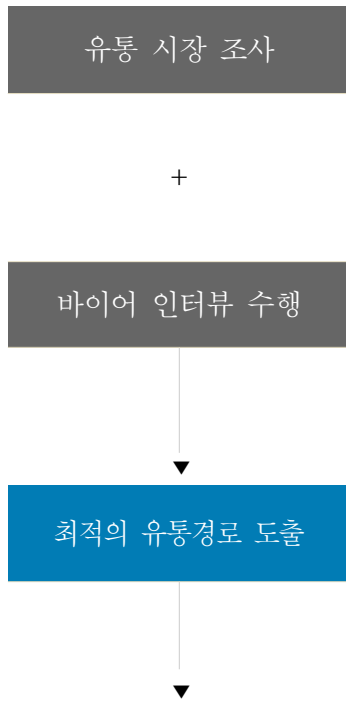 유통 시장 조사
+
바이어 인터뷰 수행
최적의 유통경로 도출